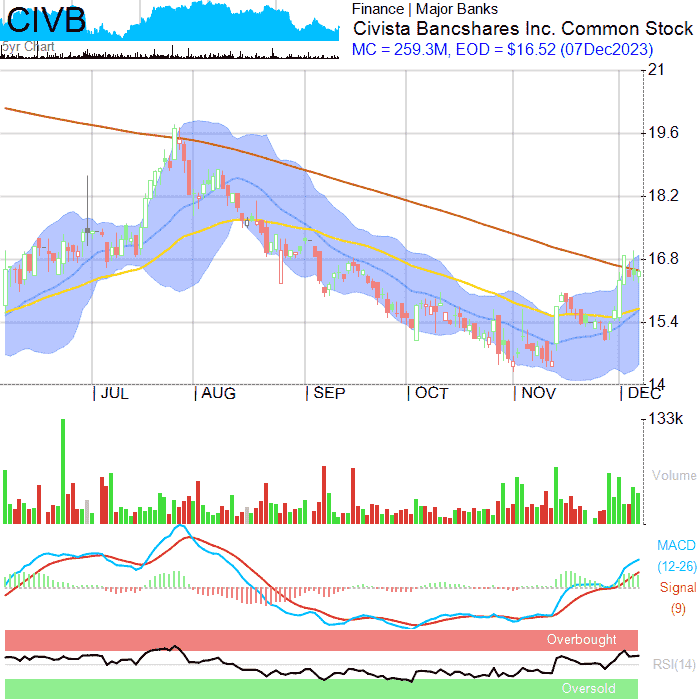 CIVB
5yr Chart
Finance | Major Banks
Civista Bancshares Inc. Common Stock
MC = 259.3M, EOD = $16.52 (07Dec2023)
21
19.6
18.2
16.8
15.4
14
JUL AUG SEP OCT NOV DEC
133k
Volume
MACD
(12-26)
Signal
(9)
Overbought
RSI(14)
Oversold